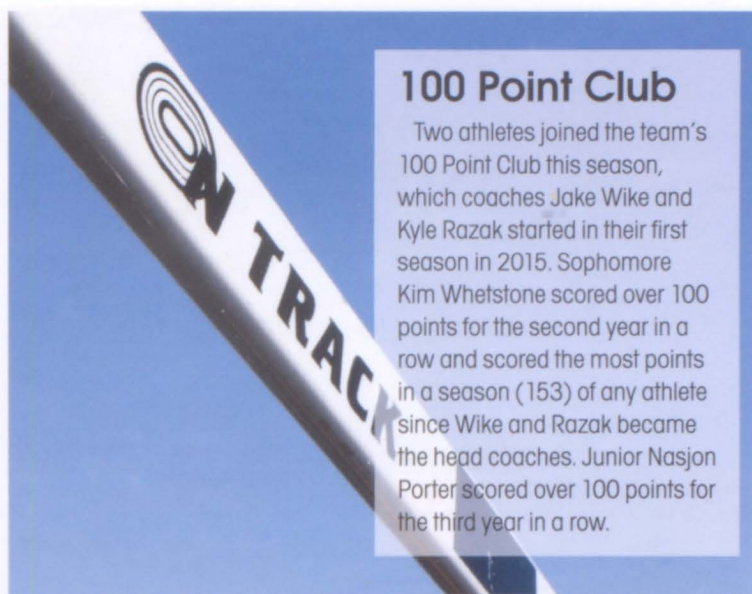 ON TRACK
100 Point Club
Two athletes joined the team's
100 Point Club this season,
which coaches Jake Wike and
Kyle Razak started in their first
season in 2015. Sophomore
Kim Whetstone scored over 100
points for the second year in a
row and scored the most points
in a season (153) of any athlete
since Wike and Razak became
the head coaches. Junior Nasjon
Porter scored over 100 points for
the third year in a row.